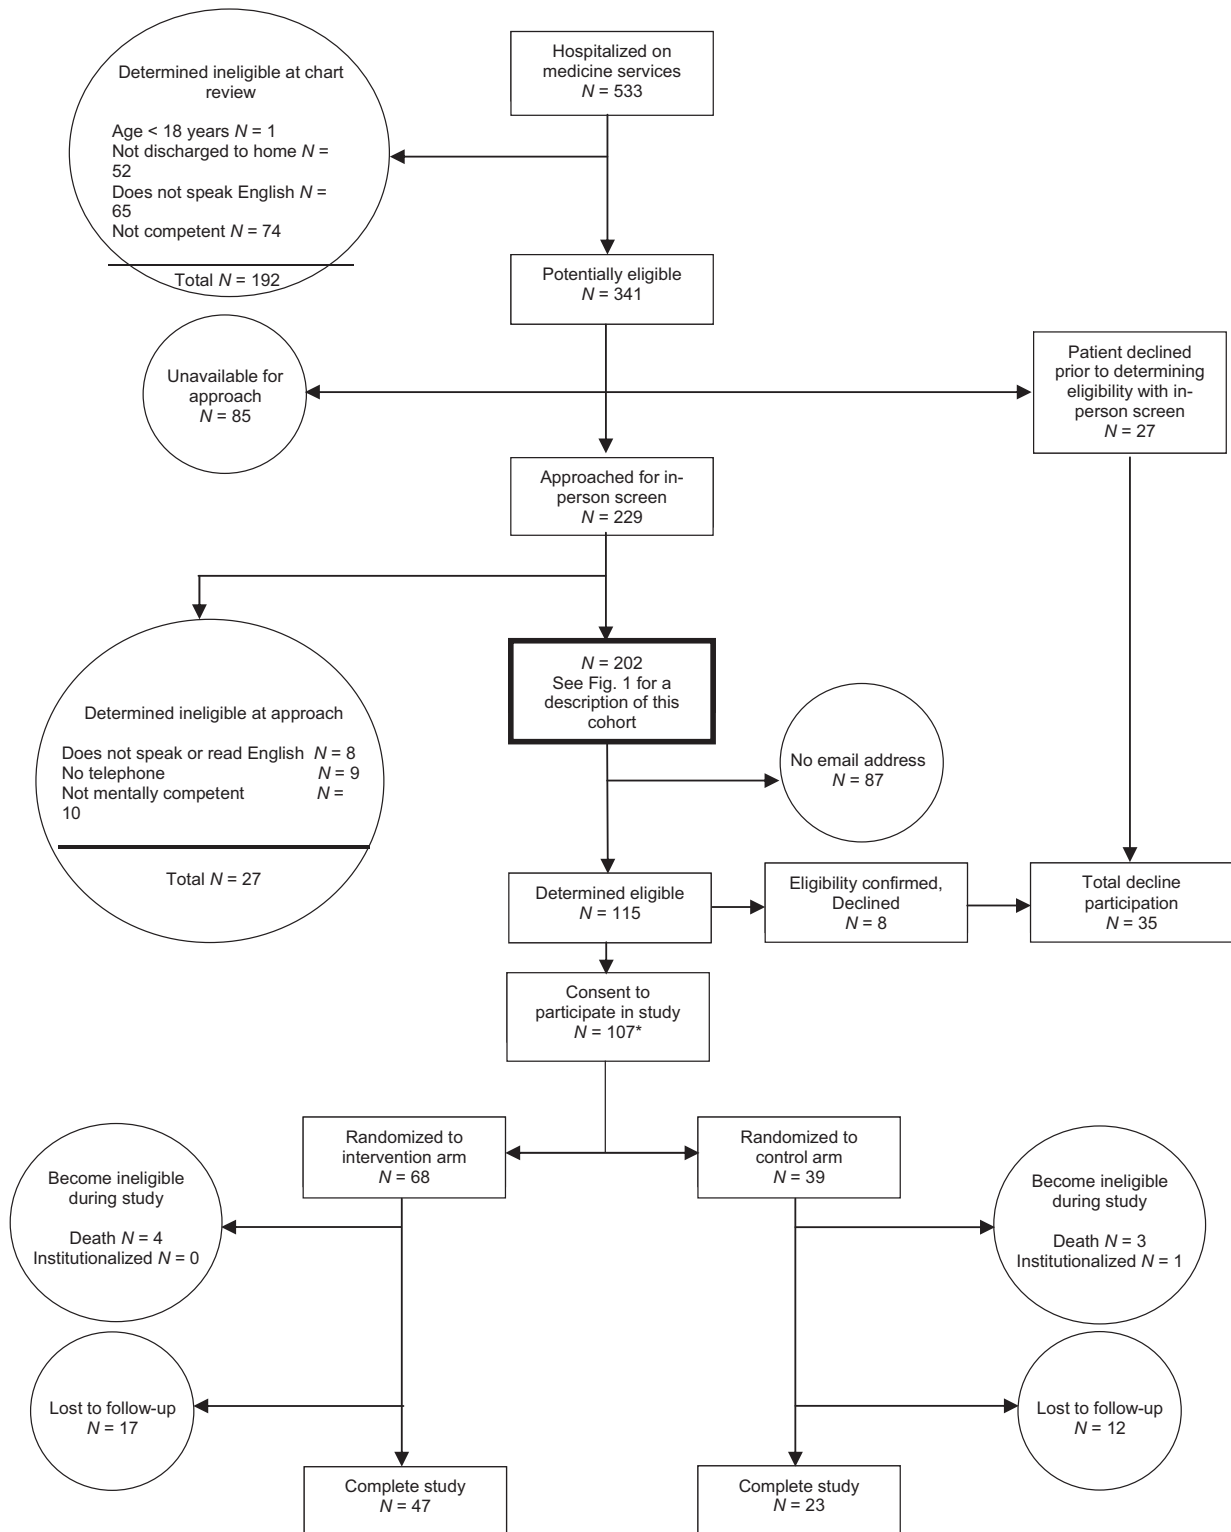 Hospitalized on
medicine services
N = 533
Determined ineligible at chart
review
Age < 18 years N = 1
Not discharged to home N =
52
Does not speak English N =
65
Not competent N = 74
Total N = 192
Potentially eligible
N = 341
Unavailable for
approach
N = 85
Patient declined
prior to determining
eligibility with in-
person screen
N = 27
Approached for in-
person screen
N = 229
Determined ineligible at approach
Does not speak or read English N = 8
No telephone N = 9
Not mentally competent N =
10
Total N = 27
N = 202
See Fig. 1 for a
description of this
cohort
No email address
N = 87
Determined eligible
N = 115
Eligibility confirmed,
Declined
N = 8
Total decline
participation
N = 35
Consent to
participate in study
N = 107*
Randomized to
intervention arm
N = 68
Randomized to
control arm
N = 39
Become ineligible
during study
Death N = 4
Institutionalized N = 0
Become ineligible
during study
Death N = 3
Institutionalized N = 1
Lost to follow-up
N = 17
Lost to follow-up
N = 12
Complete study
N = 47
Complete study
N = 23